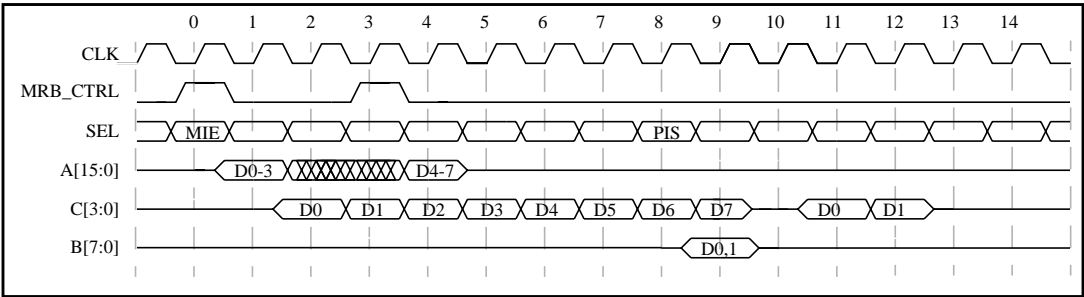 0 1 2 3 4 5 6 7 8 9 10 11 12 13 14
CLK
MRB_CTRL
SEL MIE PIS
A[15:0] D0-3 D4-7
C[3:0] D0 D1 D2 D3 D4 D5 D6 D7 D0 D1
B[7:0] D0,1